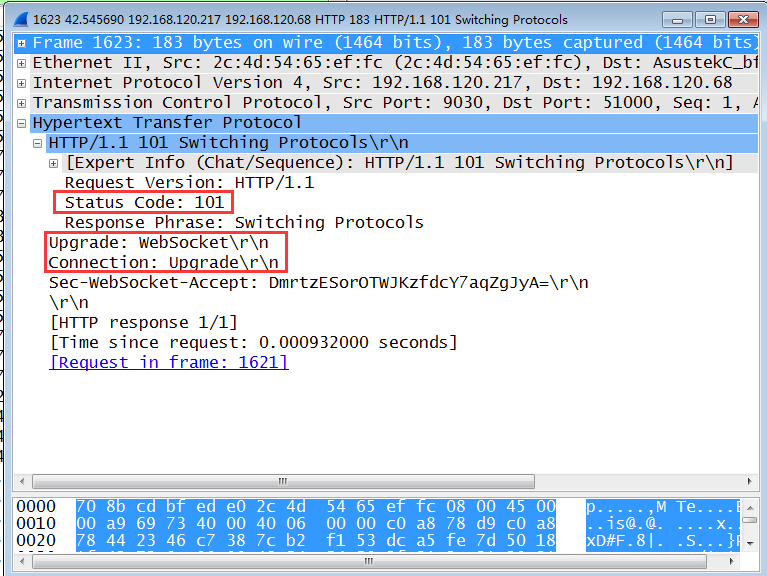 1623 42.545690 192.168.120.217 192.168.120.68 HTTP 183 HTTP/1.1 101 Switching Protocols
Frame 1623: 183 bytes on wire (1464 bits), 183 bytes captured (1464 bits)
Ethernet II, Src: 2c:4d:54:65:ef:fc (2c:4d:54:65:ef:fc), Dst: AsustekC_bf
Internet Protocol Version 4, Src: 192.168.120.217, Dst: 192.168.120.68
Transmission Control Protocol, Src Port: 9030, Dst Port: 51000, Seq: 1, A
Hypertext Transfer Protocol
HTTP/1.1 101 Switching Protocols\r\n
[Expert Info (Chat/Sequence): HTTP/1.1 101 Switching Protocols\r\n]
Request Version: HTTP/1.1
Status Code: 101
Response Phrase: Switching Protocols
Upgrade: WebSocket\r\n
Connection: Upgrade\r\n
Sec-WebSocket-Accept: DmrtzESorOTWJKzfdcY7aqZgJyA=\r\n
\r\n
[HTTP response 1/1]
[Time since request: 0.000932000 seconds]
[Request in frame: 1621]
0000 70 8b cd bf ed e0 2c 4d 54 65 ef fc 08 00 45 00 p.....,M Te....E
0010 00 a9 69 73 40 00 40 06 00 00 c0 a8 78 d9 c0 a8 ..is@.@. ....x..
0020 78 44 23 46 c7 38 7c b2 f1 53 dc a5 fe 7d 50 18 xD#F.8|. .S...}P